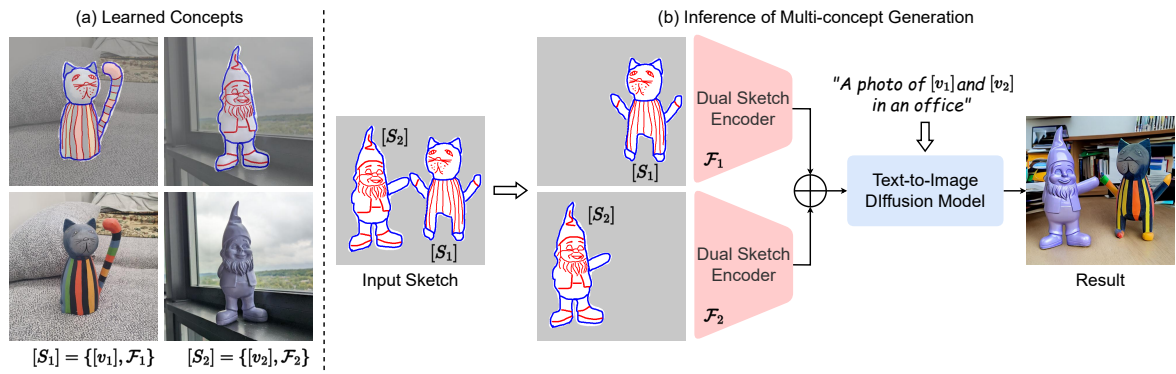 (a) Learned Concepts
[S₁] = {[v₁], F₁}
[S₂] = {[v₂], F₂}
(b) Inference of Multi-concept Generation
[S₂]
[S₁]
Input Sketch
[S₁]
Dual Sketch
Encoder
F₁
[S₂]
Dual Sketch
Encoder
F₂
"A photo of [v₁] and [v₂]
in an office"
Text-to-Image
DIffusion Model
Result